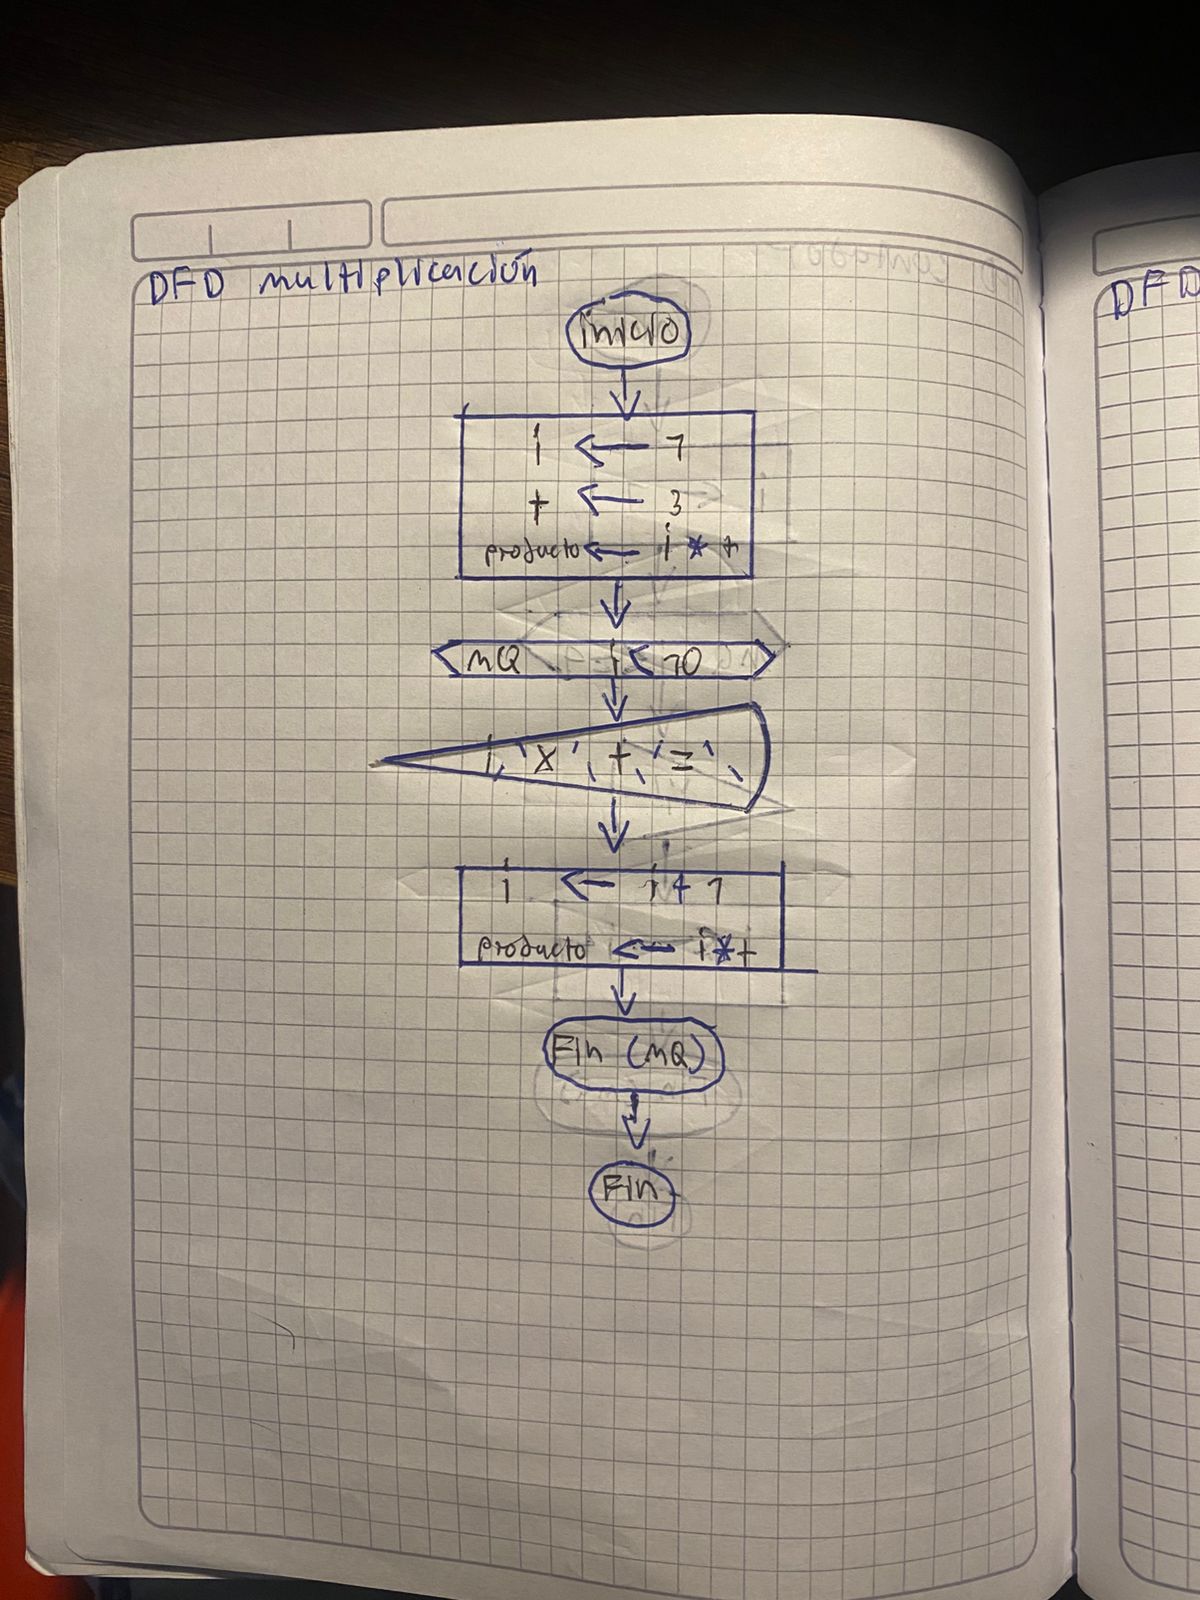 DFD multiplicación
inicio
i ← 1
t ← 3
producto ← i * t
MQ i < 10
i, 'x', t, '=',
i ← i + 1
producto ← i * t
Fin (MQ)
Fin
DFD